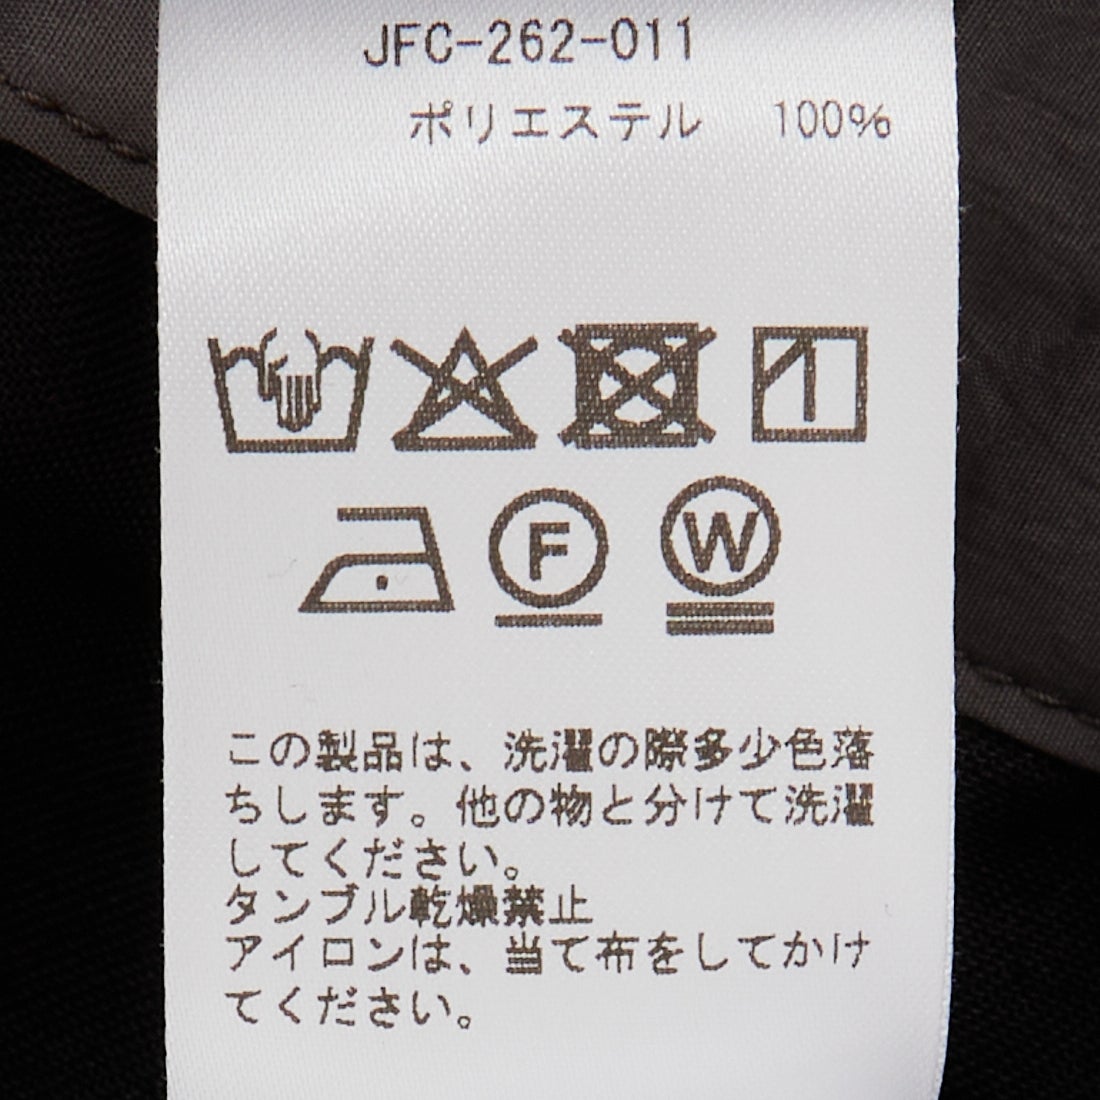 JFC-262-011
ポリエステル 100%
F W
この製品は、洗濯の際多少色落
ちします。他の物と分けて洗濯
してください。
タンブル乾燥禁止
アイロンは、当て布をしてかけ
てください。